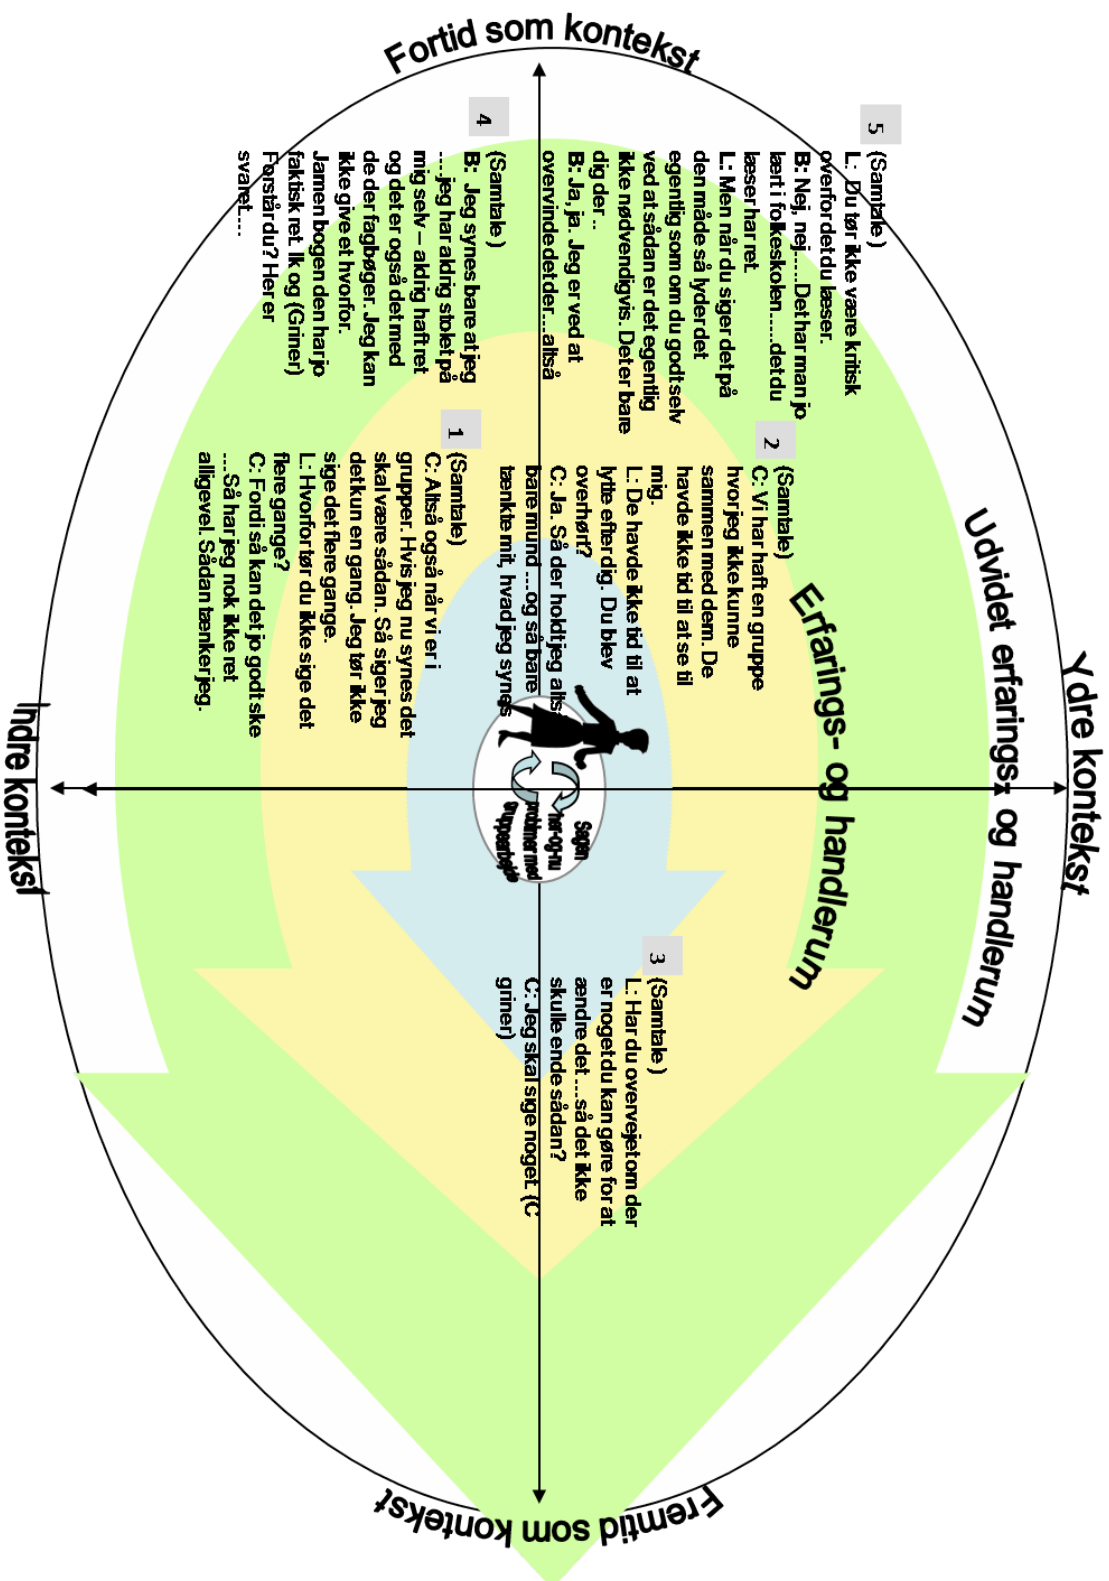 Ydre kontekst
Udvidet erfarings- og handlerum
Erfarings- og handlerum
Fortid som kontekst
Fremtid som kontekst
Indre kontekst
5
(Samtale )
L: Du tør ikke være kritisk
overfor det du læser.
B: Nej, nej......Det har man jo
lært i folkeskolen.....det du
læser har ret.
L: Men når du siger det på
den måde så lyder det
egentlig som om du godt selv
ved at sådan er det egentlig
ikke nødvendigvis. Det er bare
dig der..
B: Ja, ja. Jeg er ved at
overvinde det der....altså
4
(Samtale )
B: Jeg synes bare at jeg
....jeg har aldrig stolet på
mig selv – aldrig haft ret
og det er også det med
de der fagbøger. Jeg kan
ikke give et hvorfor.
Jamen bogen den har jo
faktisk ret. Ik og (Griner)
Forstår du? Her er
svaret....
2
(Samtale)
C: Vi har haft en gruppe
hvor jeg ikke kunne
sammen med dem. De
havde ikke tid til at se til
mig.
L: De havde ikke tid til at
lytte efter dig. Du blev
overhørt?
C: Ja. Så der holdt jeg altså
bare mund ....og så bare
tænkte mit, hvad jeg synes
1
(Samtale)
C: Altså også når vi er i
grupper. Hvis jeg nu synes det
skal være sådan. Så siger jeg
det kun en gang. Jeg tør ikke
sige det flere gange.
L: Hvorfor tør du ikke sige det
flere gange?
C: Fordi så kan det jo godt ske
....Så har jeg nok ikke ret
alligevel. Sådan tænker jeg.
Sagen
her-og-nu
problmer med
gruppearbejde
3
(Samtale )
L: Har du overvejet om der
er noget du kan gøre for at
ændre det ....så det ikke
skulle ende sådan?
C: Jeg skal sige noget. (C
griner)